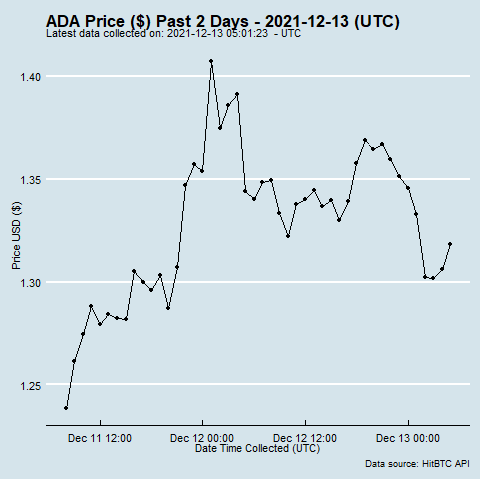 ADA Price ($) Past 2 Days - 2021-12-13 (UTC)
Latest data collected on: 2021-12-13 05:01:23  - UTC
Price USD ($)
1.40
1.35
1.30
1.25
Dec 11 12:00 Dec 12 00:00 Dec 12 12:00 Dec 13 00:00
Date Time Collected (UTC)
Data source: HitBTC API